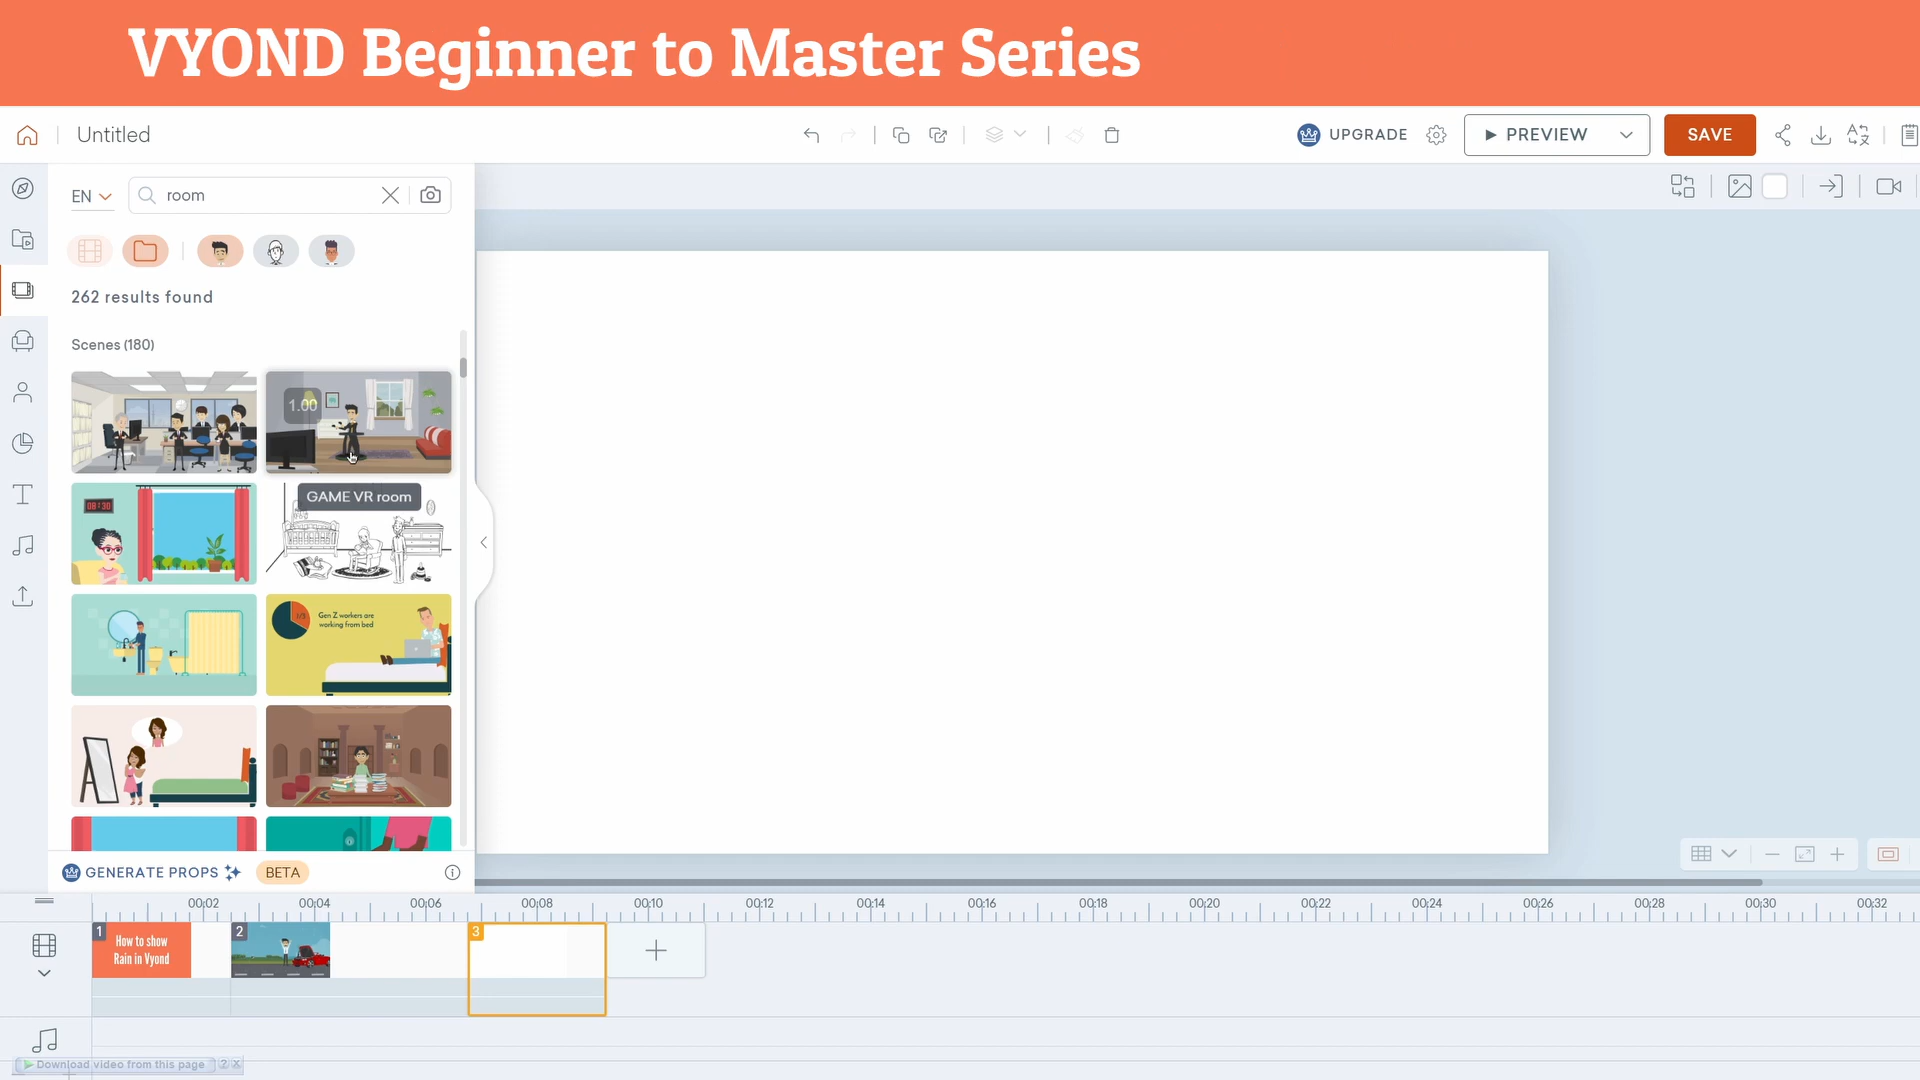 VYOND Beginner to Master Series
Untitled
UPGRADE
PREVIEW
SAVE
EN
room
262 results found
Scenes (180)
1.00
GAME VR room
08:30
1/3
Gen Z workers are
working from bed
GENERATE PROPS
BETA
00:02
00:04
00:06
00:08
00:10
00:12
00:14
00:16
00:18
00:20
00:22
00:24
00:26
00:28
00:30
00:32
1
How to show
Rain in Vyond
2
3
Download video from this page